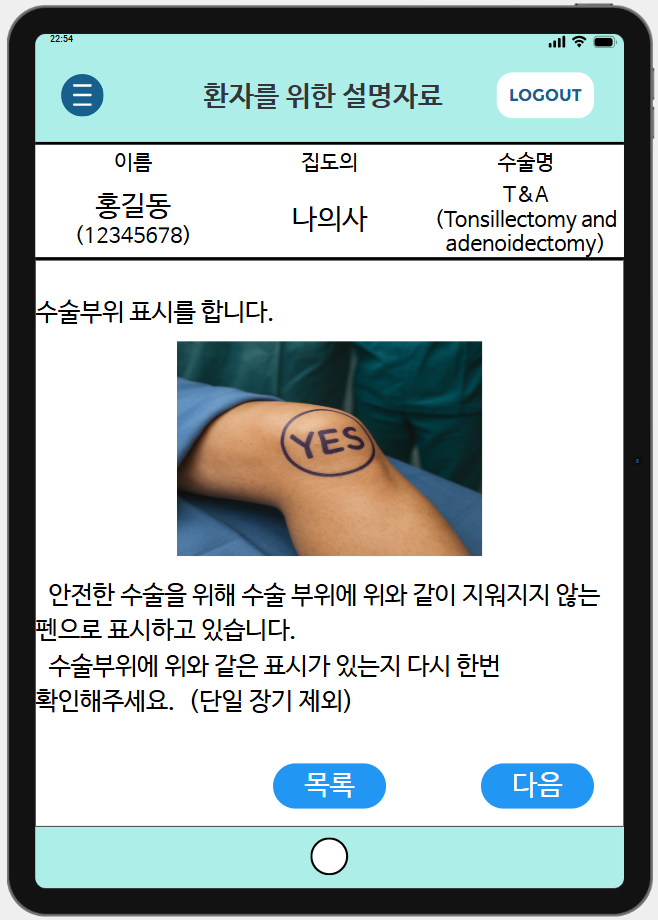 22:54
환자를 위한 설명자료
LOGOUT
이름
집도의
수술명
홍길동
(12345678)
나의사
T & A
(Tonsillectomy and
adenoidectomy)
수술부위 표시를 합니다.
YES
안전한 수술을 위해 수술 부위에 위와 같이 지워지지 않는
펜으로 표시하고 있습니다.
수술부위에 위와 같은 표시가 있는지 다시 한번
확인해주세요. (단일 장기 제외)
목록
다음